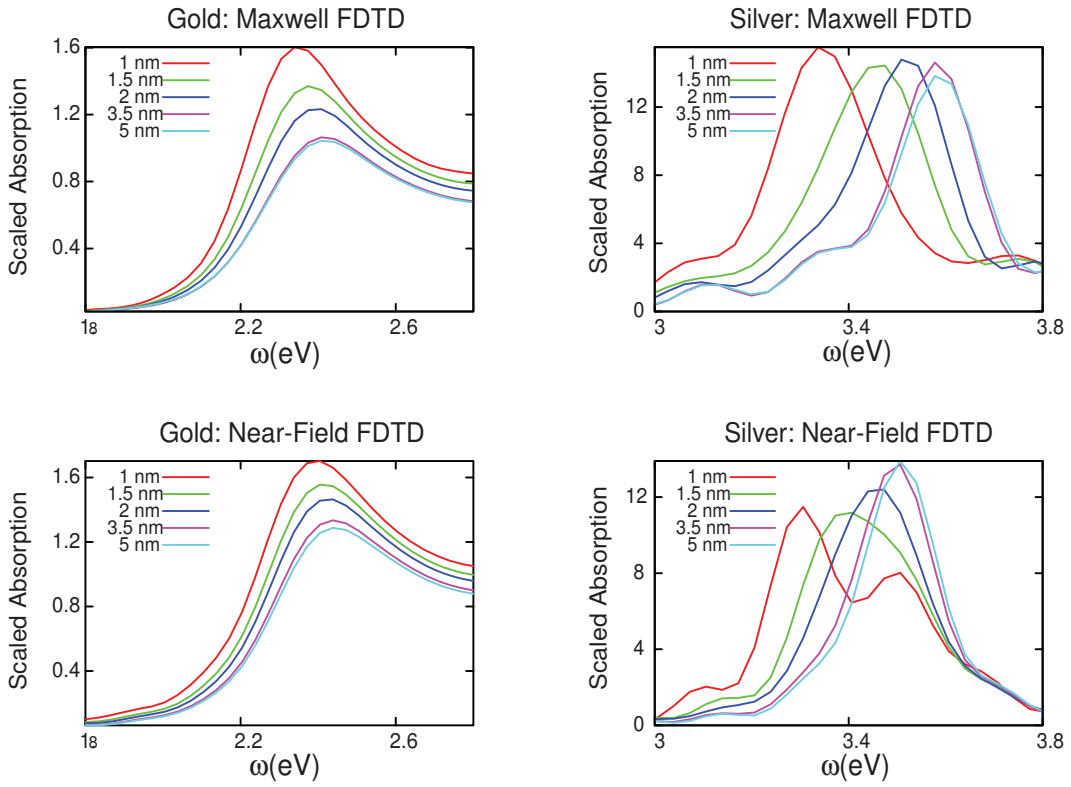 Gold: Maxwell FDTD
Scaled Absorption
1.6
1.2
0.8
0.4
1 nm
1.5 nm
2 nm
3.5 nm
5 nm
18
2.2
2.6
ω(eV)
Silver: Maxwell FDTD
Scaled Absorption
12
8
4
0
1 nm
1.5 nm
2 nm
3.5 nm
5 nm
3
3.4
3.8
ω(eV)
Gold: Near-Field FDTD
Scaled Absorption
1.6
1.2
0.8
0.4
1 nm
1.5 nm
2 nm
3.5 nm
5 nm
18
2.2
2.6
ω(eV)
Silver: Near-Field FDTD
Scaled Absorption
12
8
4
0
1 nm
1.5 nm
2 nm
3.5 nm
5 nm
3
3.4
3.8
ω(eV)